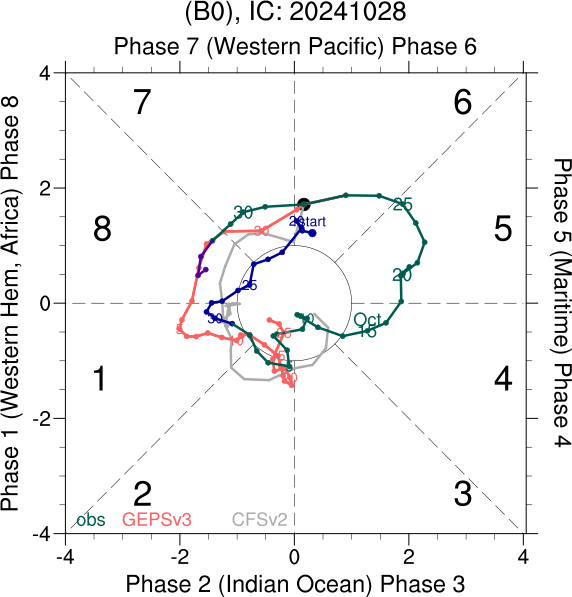 (B0), IC: 20241028
Phase 7 (Western Pacific) Phase 6
Phase 1 (Western Hem, Africa) Phase 8
Phase 5 (Maritime) Phase 4
4
2
0
-2
-4
7
6
8
5
1
4
2
3
30
25
start
20
25
30
Oct
15
obs
GEPSv3
CFSv2
-4
-2
0
2
4
Phase 2 (Indian Ocean) Phase 3